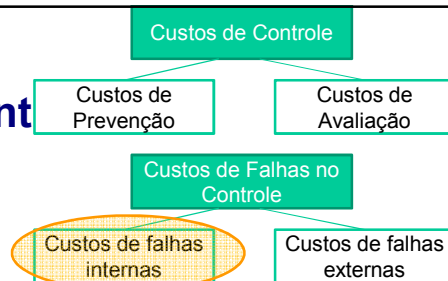 Custos de Controle
nt
Custos de
Prevenção
Custos de
Avaliação
Custos de Falhas no
Controle
Custos de falhas
internas
Custos de falhas
externas